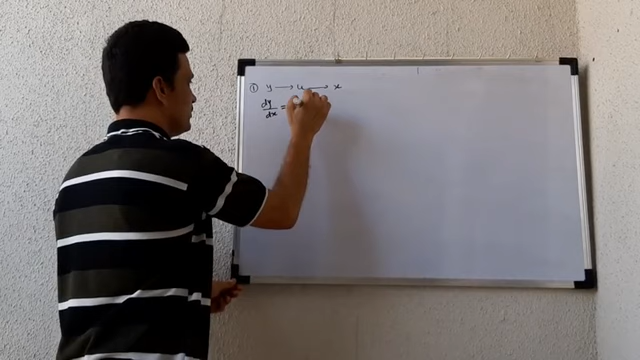 ① y → u → x
dy/dx =